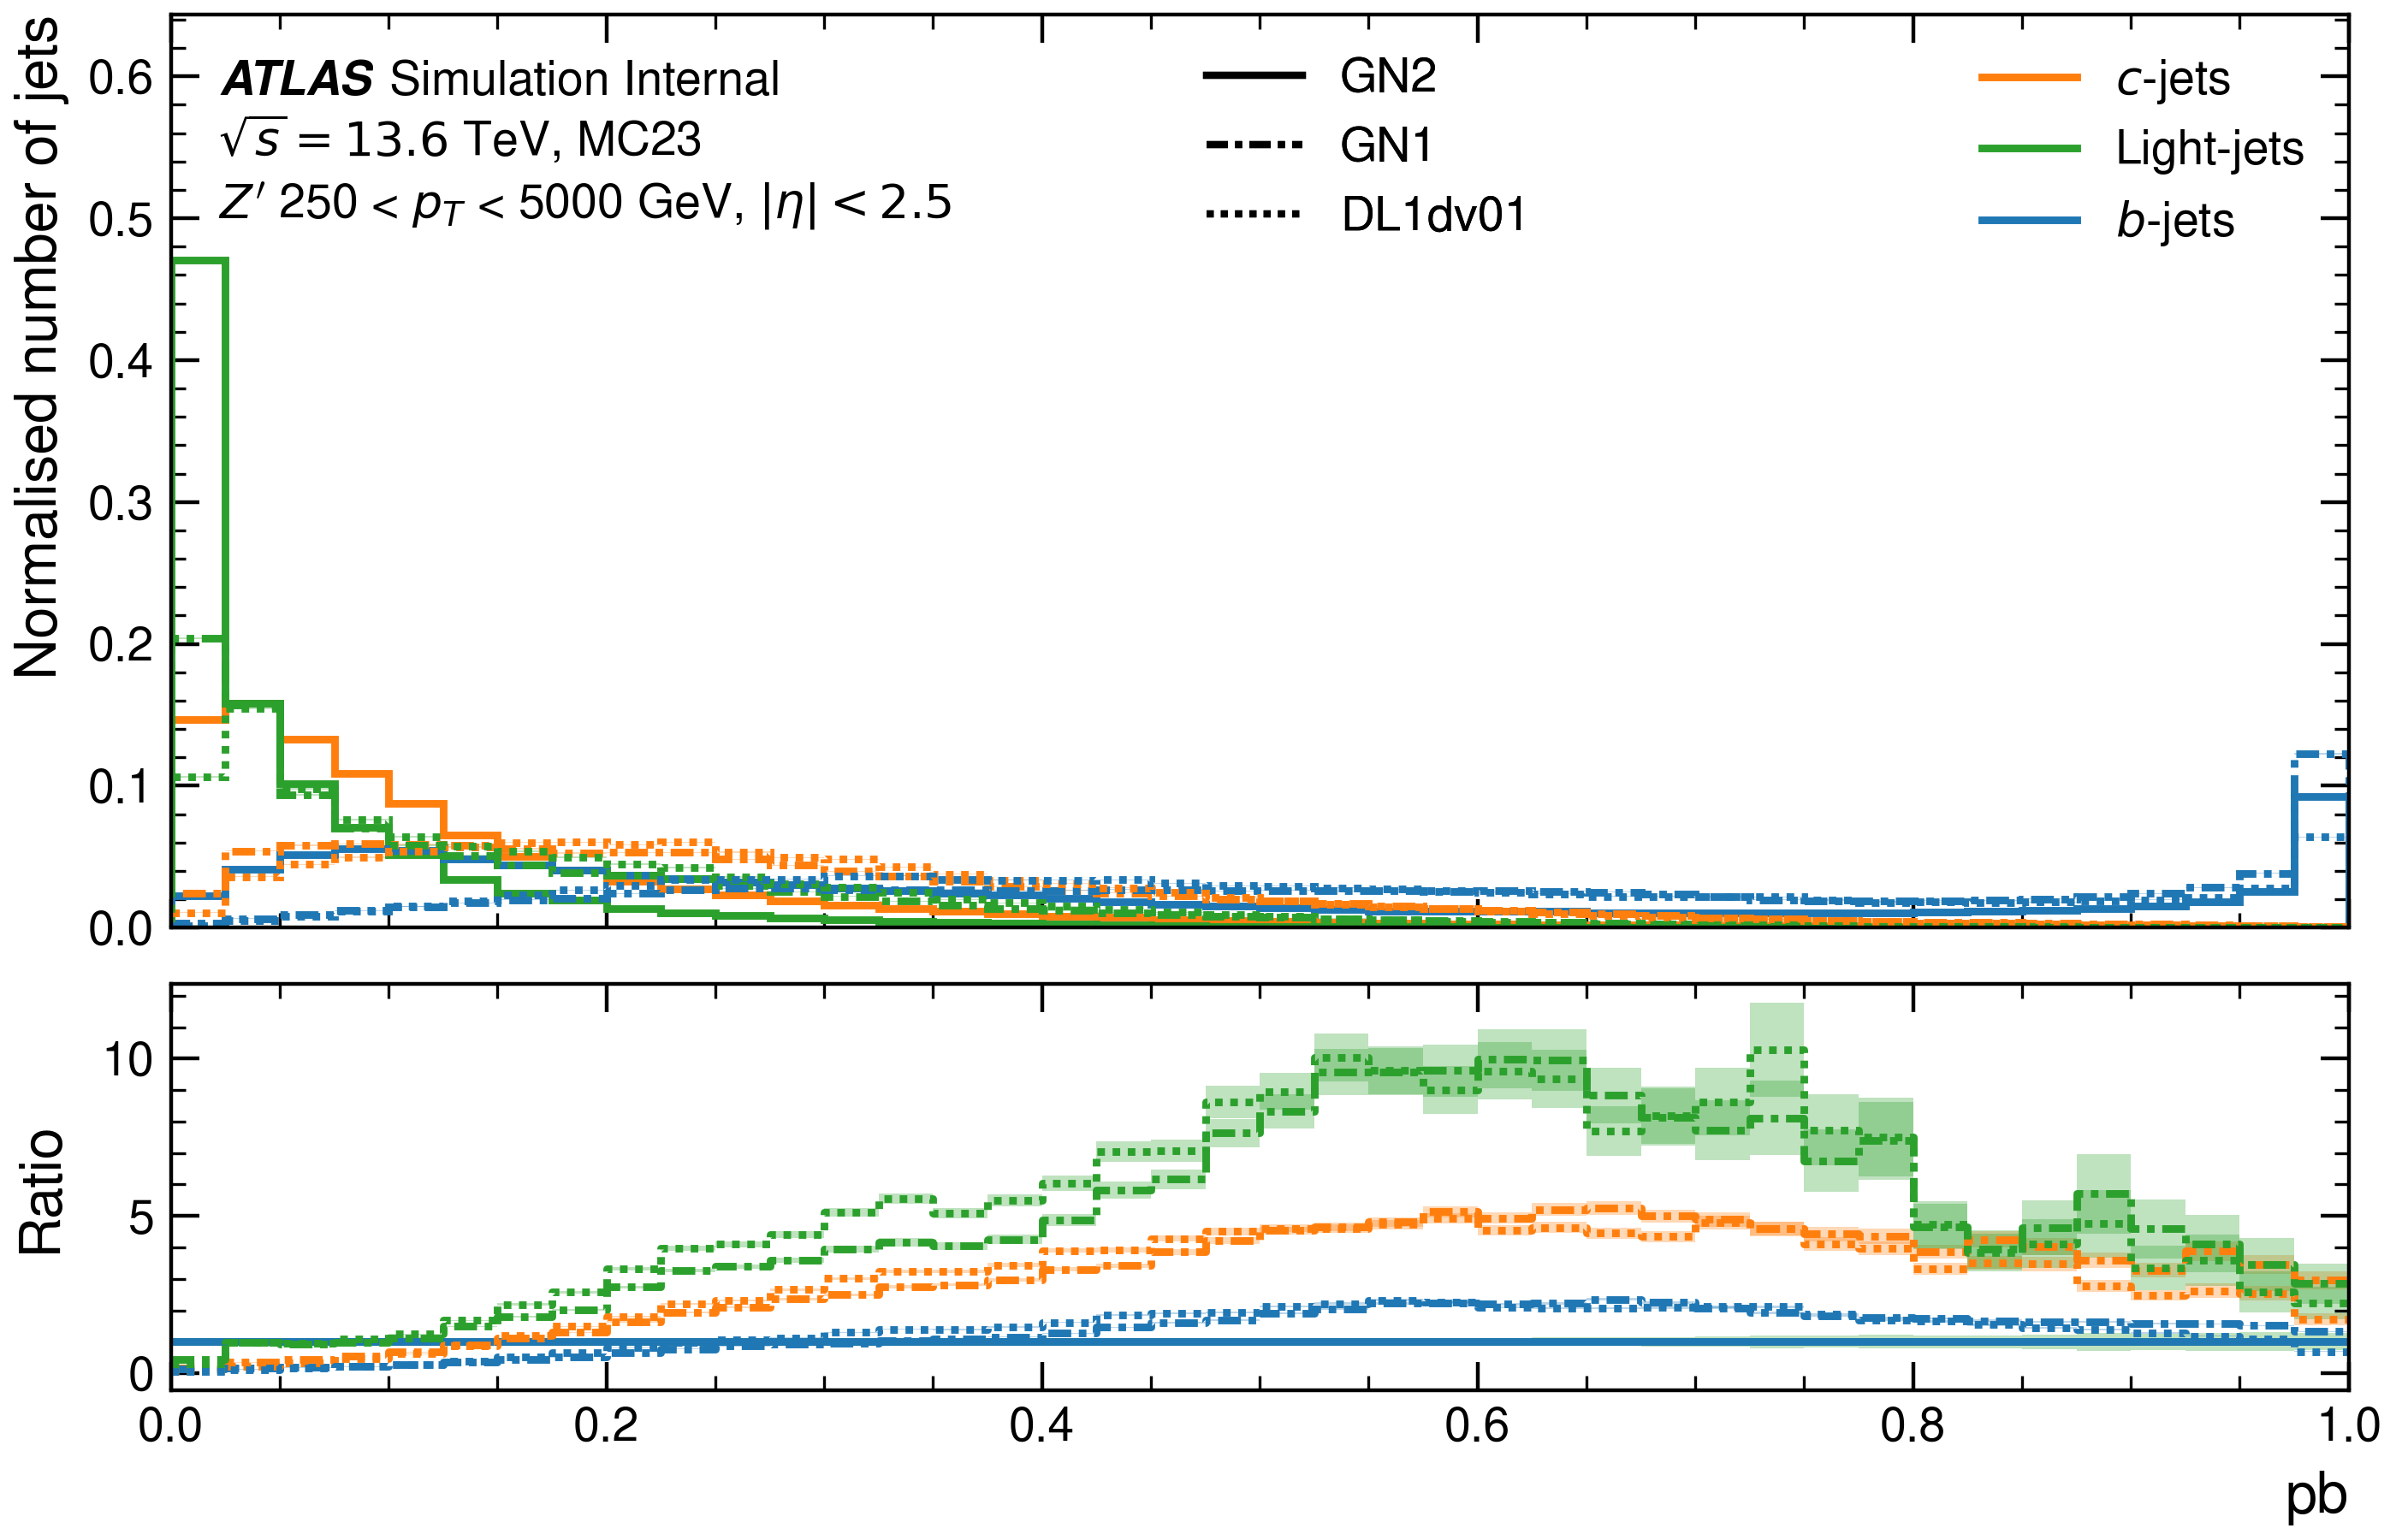 Normalised number of jets
0.6
0.5
0.4
0.3
0.2
0.1
0.0
ATLAS Simulation Internal
√s = 13.6 TeV, MC23
Z′ 250 < p_T < 5000 GeV, |η| < 2.5
GN2
GN1
DL1dv01
c-jets
Light-jets
b-jets
Ratio
10
5
0
0.0 0.2 0.4 0.6 0.8 1.0
pb